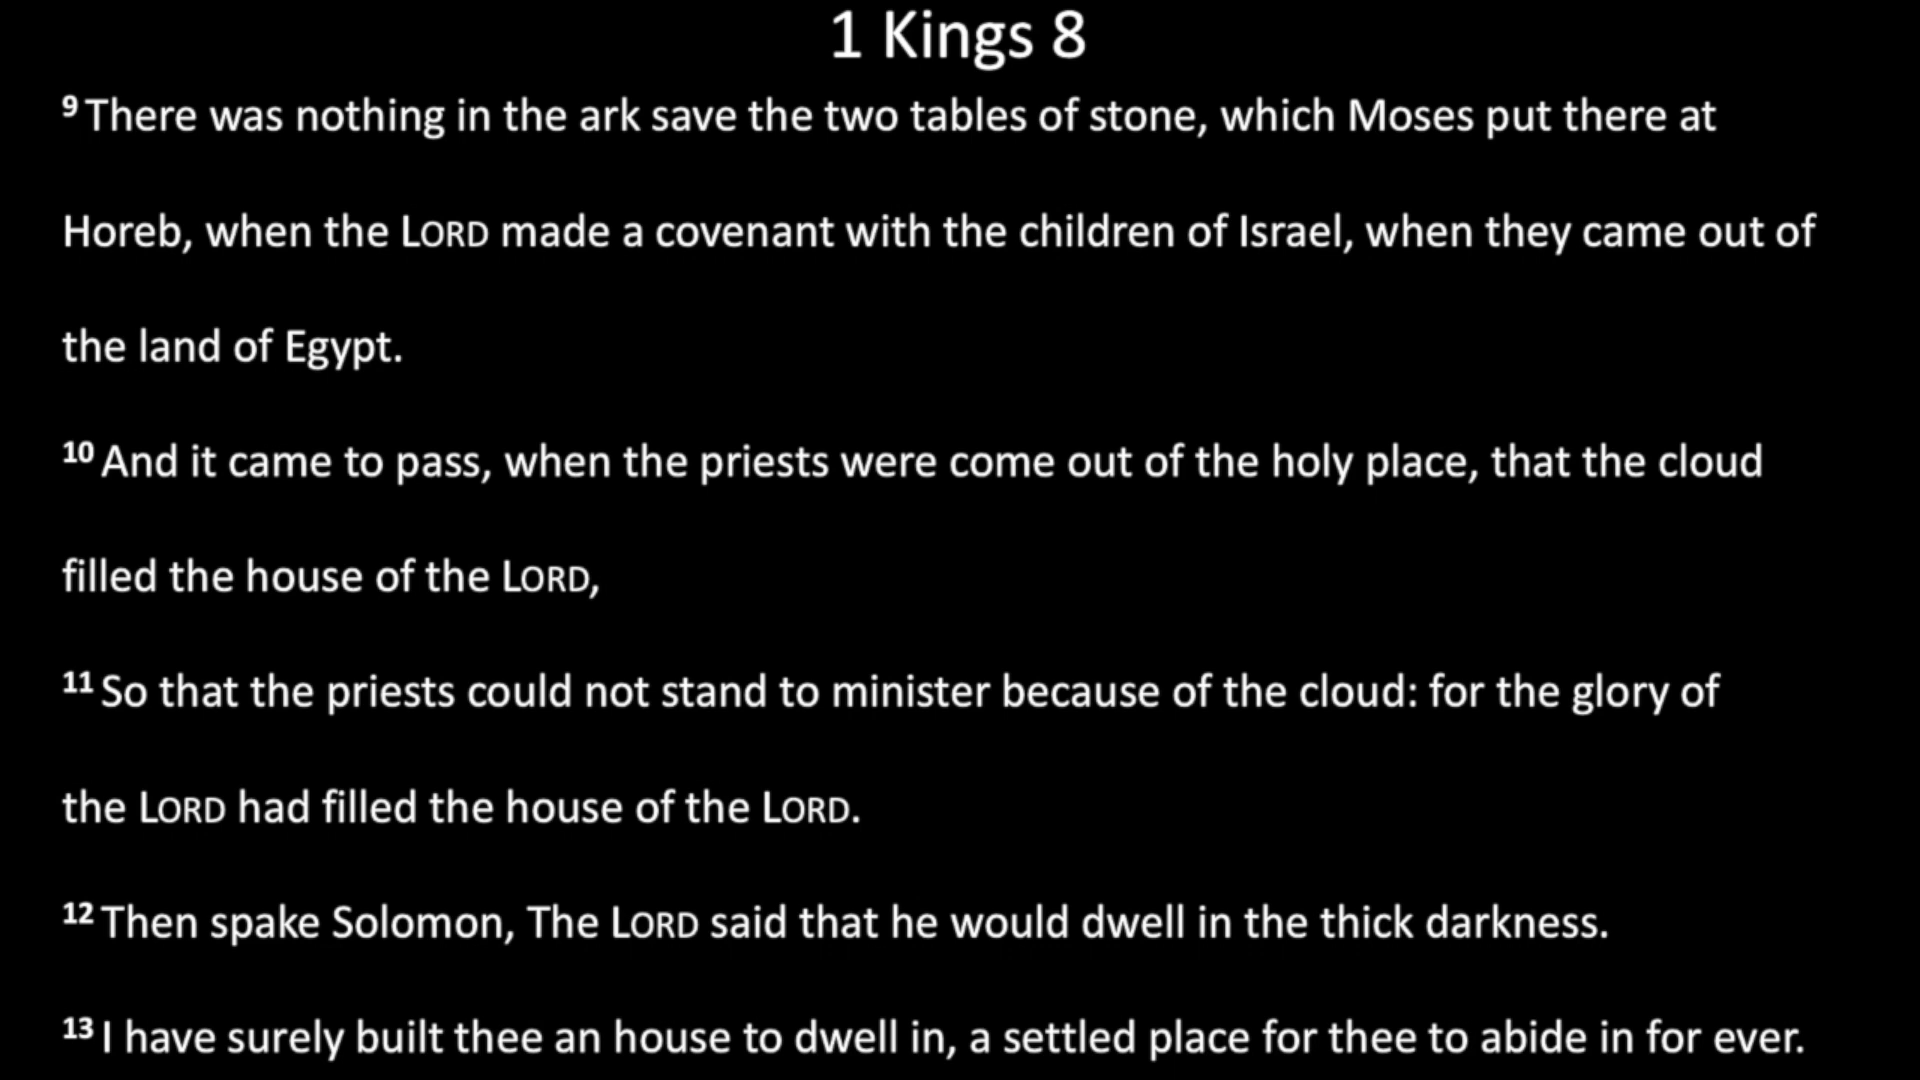 1 Kings 8
9 There was nothing in the ark save the two tables of stone, which Moses put there at
Horeb, when the LORD made a covenant with the children of Israel, when they came out of
the land of Egypt.
10 And it came to pass, when the priests were come out of the holy place, that the cloud
filled the house of the LORD,
11 So that the priests could not stand to minister because of the cloud: for the glory of
the LORD had filled the house of the LORD.
12 Then spake Solomon, The LORD said that he would dwell in the thick darkness.
13 I have surely built thee an house to dwell in, a settled place for thee to abide in for ever.